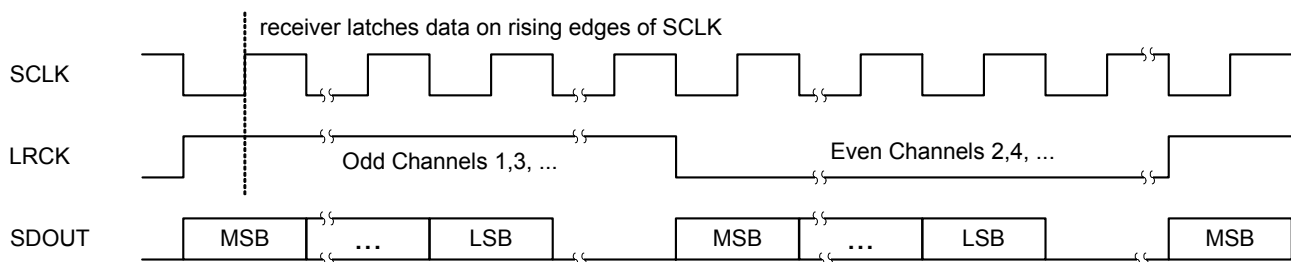 receiver latches data on rising edges of SCLK
SCLK
LRCK
Odd Channels 1,3, ...
Even Channels 2,4, ...
SDOUT
MSB
...
LSB
MSB
...
LSB
MSB